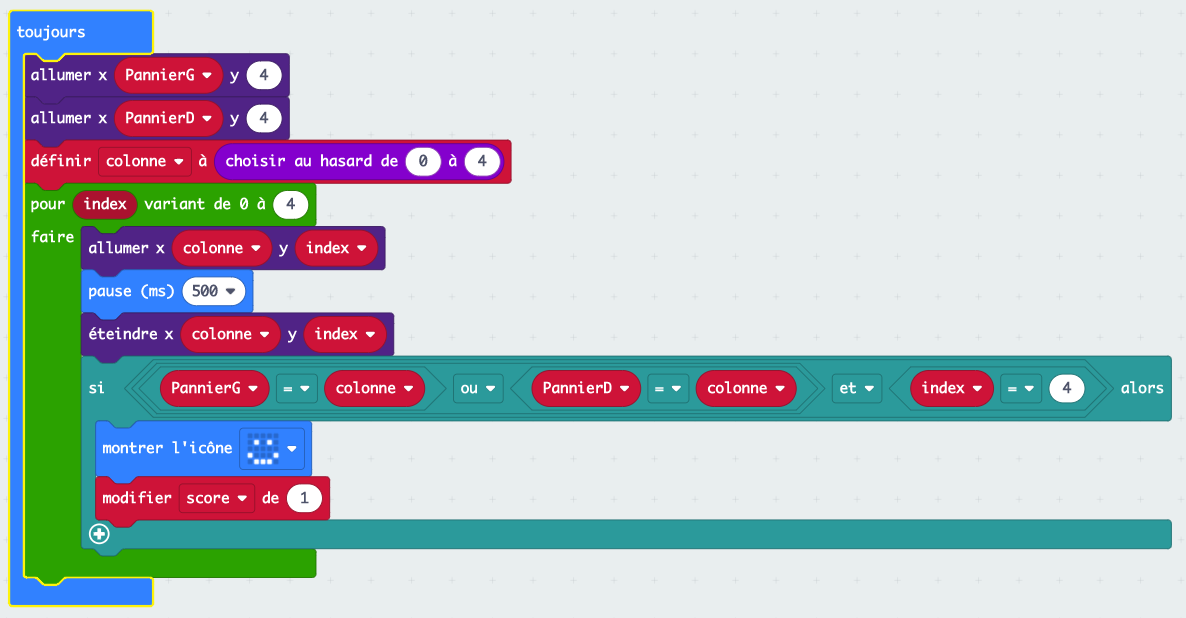 toujours
allumer x PannierG y 4
allumer x PannierD y 4
définir colonne à choisir au hasard de 0 à 4
pour index variant de 0 à 4
faire
allumer x colonne y index
pause (ms) 500
éteindre x colonne y index
si PannierG = colonne ou PannierD = colonne et index = 4 alors
montrer l'icône
modifier score de 1